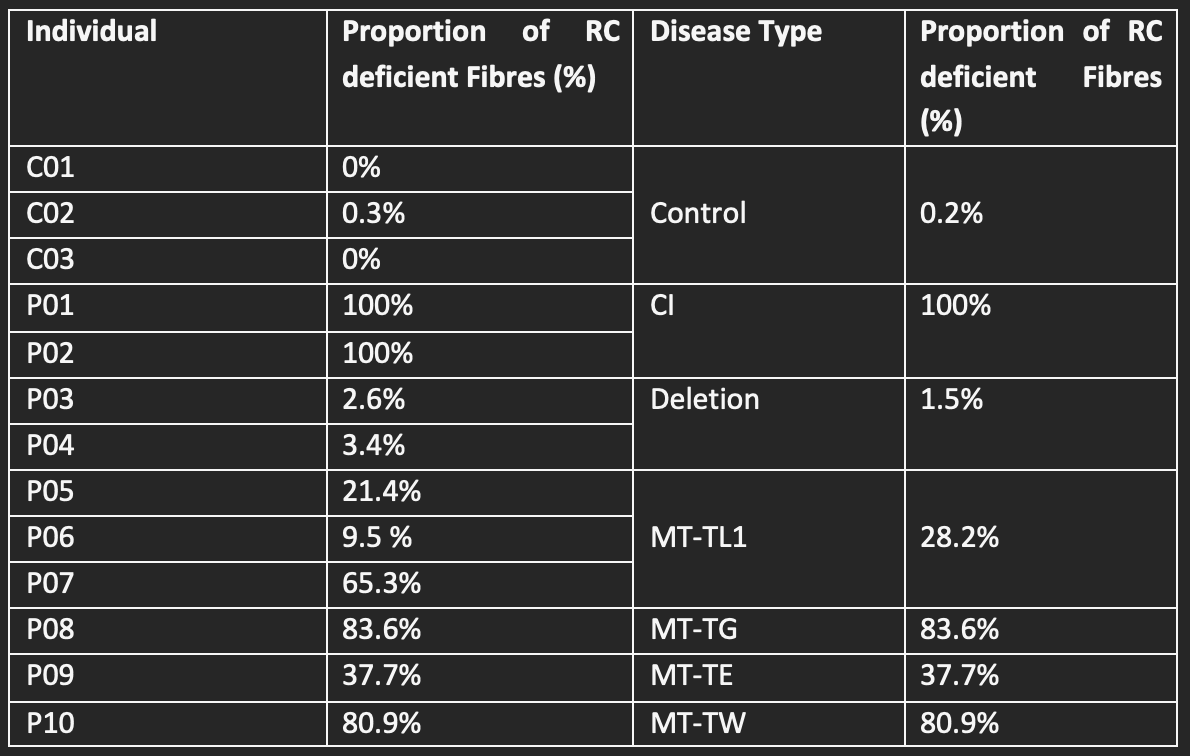 Individual
Proportion of RC
deficient Fibres (%)
Disease Type
Proportion of RC
deficient Fibres
(%)
C01
0%
C02
0.3%
Control
0.2%
C03
0%
P01
100%
CI
100%
P02
100%
P03
2.6%
Deletion
1.5%
P04
3.4%
P05
21.4%
P06
9.5 %
MT-TL1
28.2%
P07
65.3%
P08
83.6%
MT-TG
83.6%
P09
37.7%
MT-TE
37.7%
P10
80.9%
MT-TW
80.9%